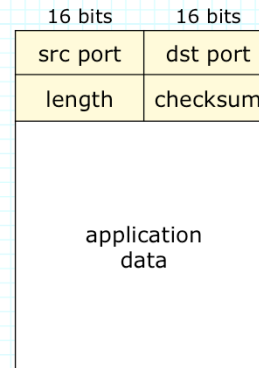 16 bits 16 bits
src port dst port
length checksum
application
data